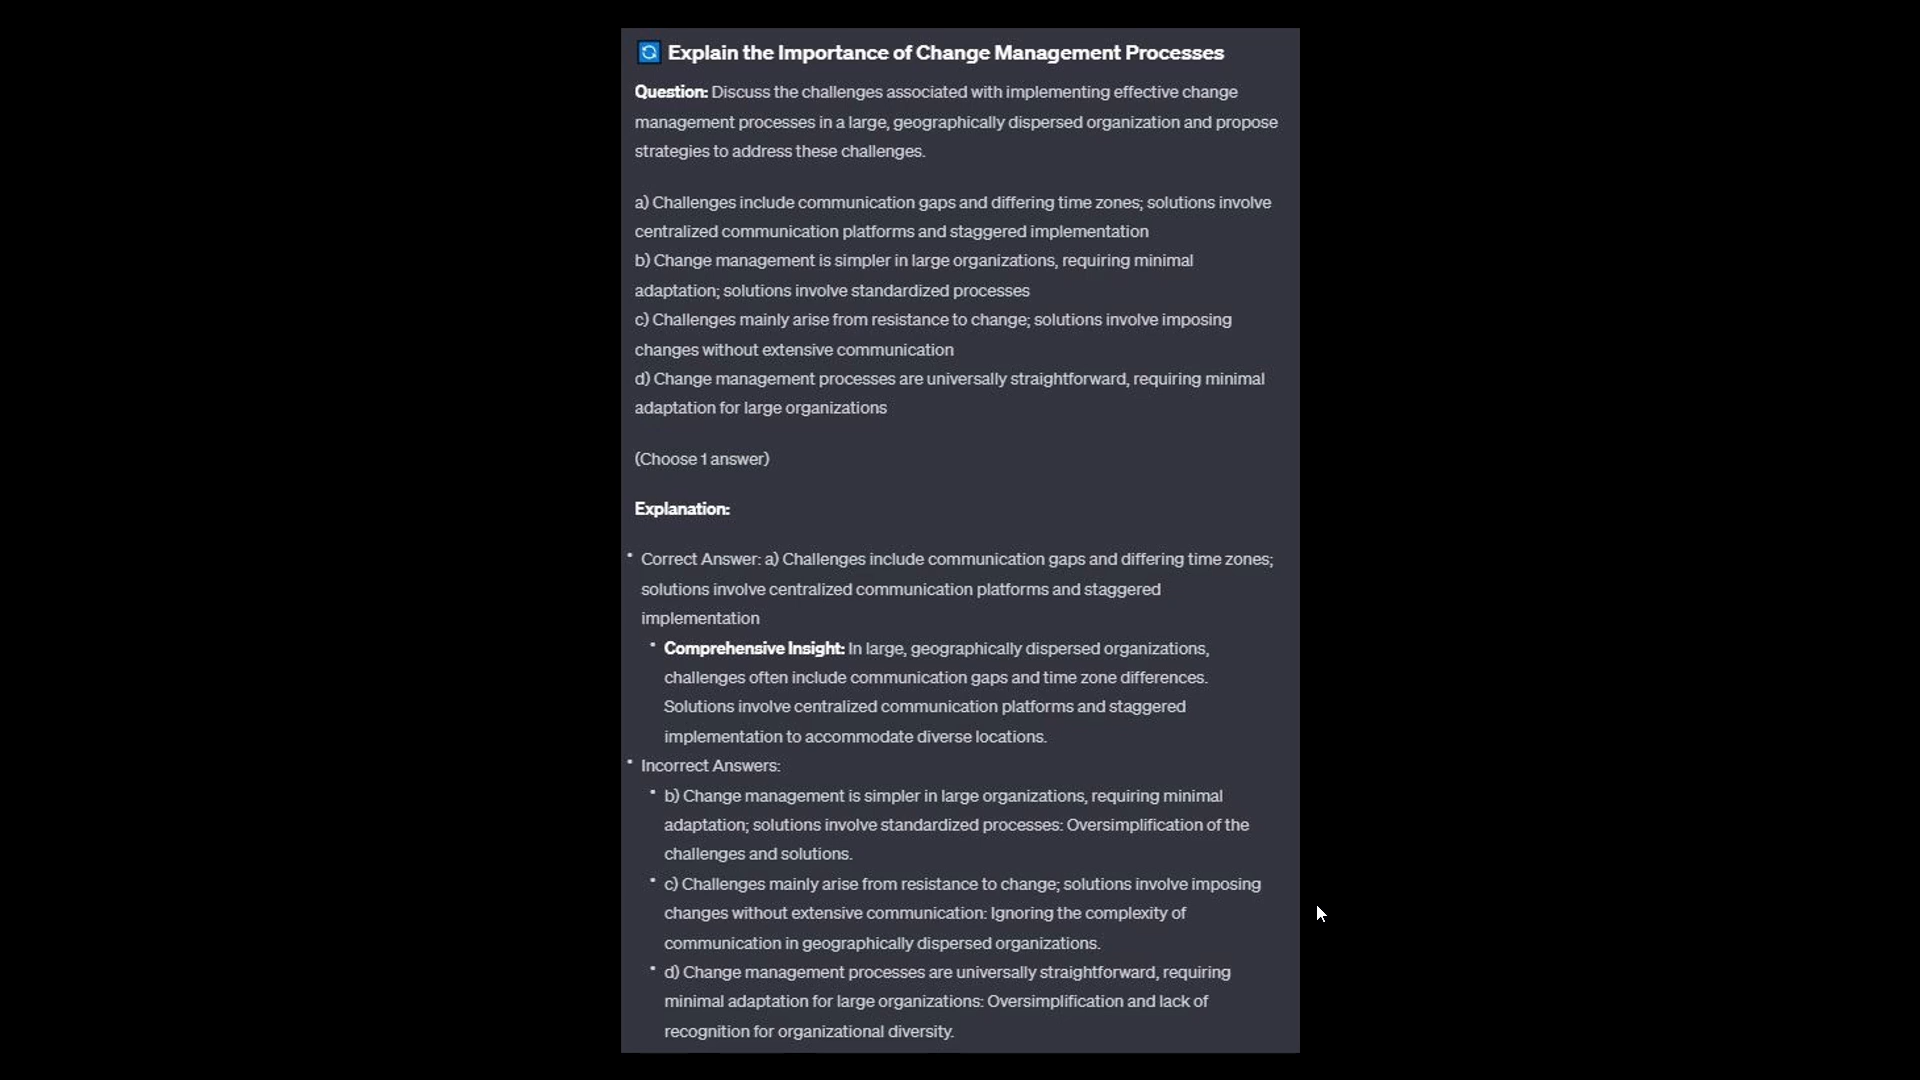 Explain the Importance of Change Management Processes
Question: Discuss the challenges associated with implementing effective change
management processes in a large, geographically dispersed organization and propose
strategies to address these challenges.
a) Challenges include communication gaps and differing time zones; solutions involve
centralized communication platforms and staggered implementation
b) Change management is simpler in large organizations, requiring minimal
adaptation; solutions involve standardized processes
c) Challenges mainly arise from resistance to change; solutions involve imposing
changes without extensive communication
d) Change management processes are universally straightforward, requiring minimal
adaptation for large organizations
(Choose 1 answer)
Explanation:
• Correct Answer: a) Challenges include communication gaps and differing time zones;
solutions involve centralized communication platforms and staggered
implementation
• Comprehensive Insight: In large, geographically dispersed organizations,
challenges often include communication gaps and time zone differences.
Solutions involve centralized communication platforms and staggered
implementation to accommodate diverse locations.
• Incorrect Answers:
• b) Change management is simpler in large organizations, requiring minimal
adaptation; solutions involve standardized processes: Oversimplification of the
challenges and solutions.
• c) Challenges mainly arise from resistance to change; solutions involve imposing
changes without extensive communication: Ignoring the complexity of
communication in geographically dispersed organizations.
• d) Change management processes are universally straightforward, requiring
minimal adaptation for large organizations: Oversimplification and lack of
recognition for organizational diversity.